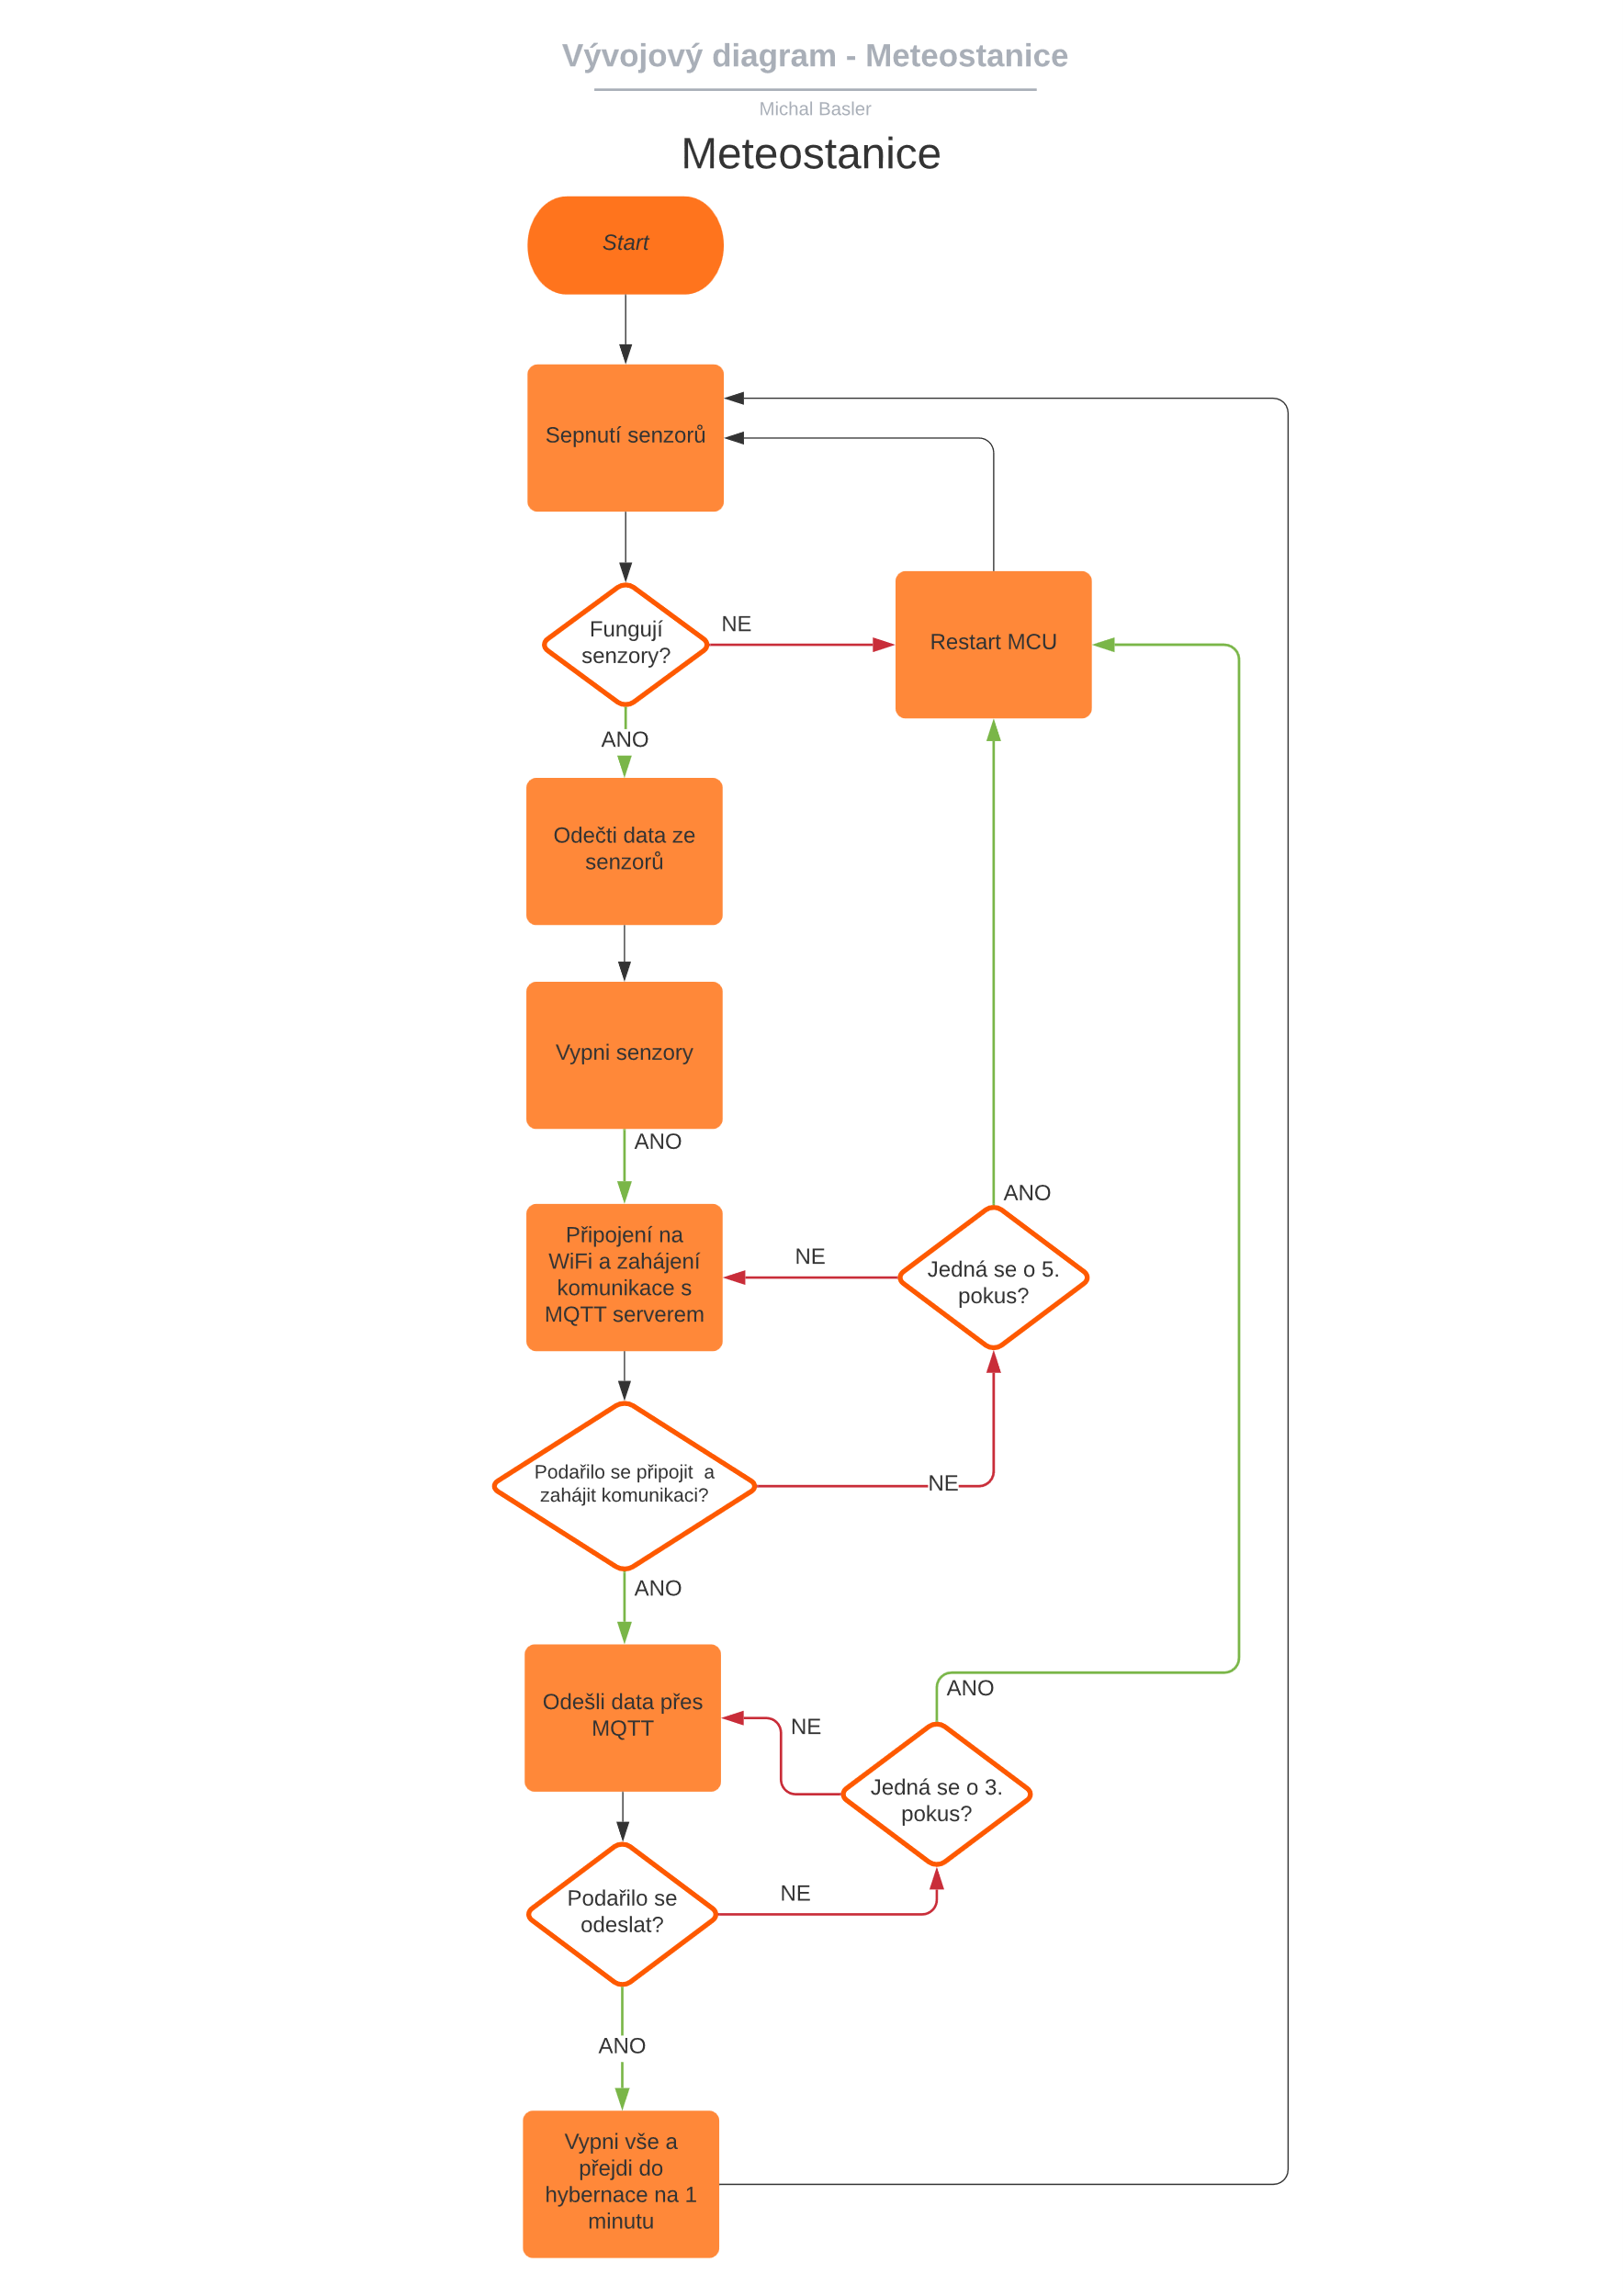 Vývojový diagram - Meteostanice
Michal Basler
Meteostanice
Start
Sepnutí senzorů
Fungují
senzory?
NE
Restart MCU
ANO
Odečti data ze
senzorů
Vypni senzory
ANO
Připojení na
WiFi a zahájení
komunikace s
MQTT serverem
NE
ANO
Jedná se o 5.
pokus?
Podařilo se připojit  a
zahájit komunikaci?
NE
ANO
Odešli data přes
MQTT
NE
ANO
Jedná se o 3.
pokus?
Podařilo se
odeslat?
NE
ANO
Vypni vše a
přejdi do
hybernace na 1
minutu